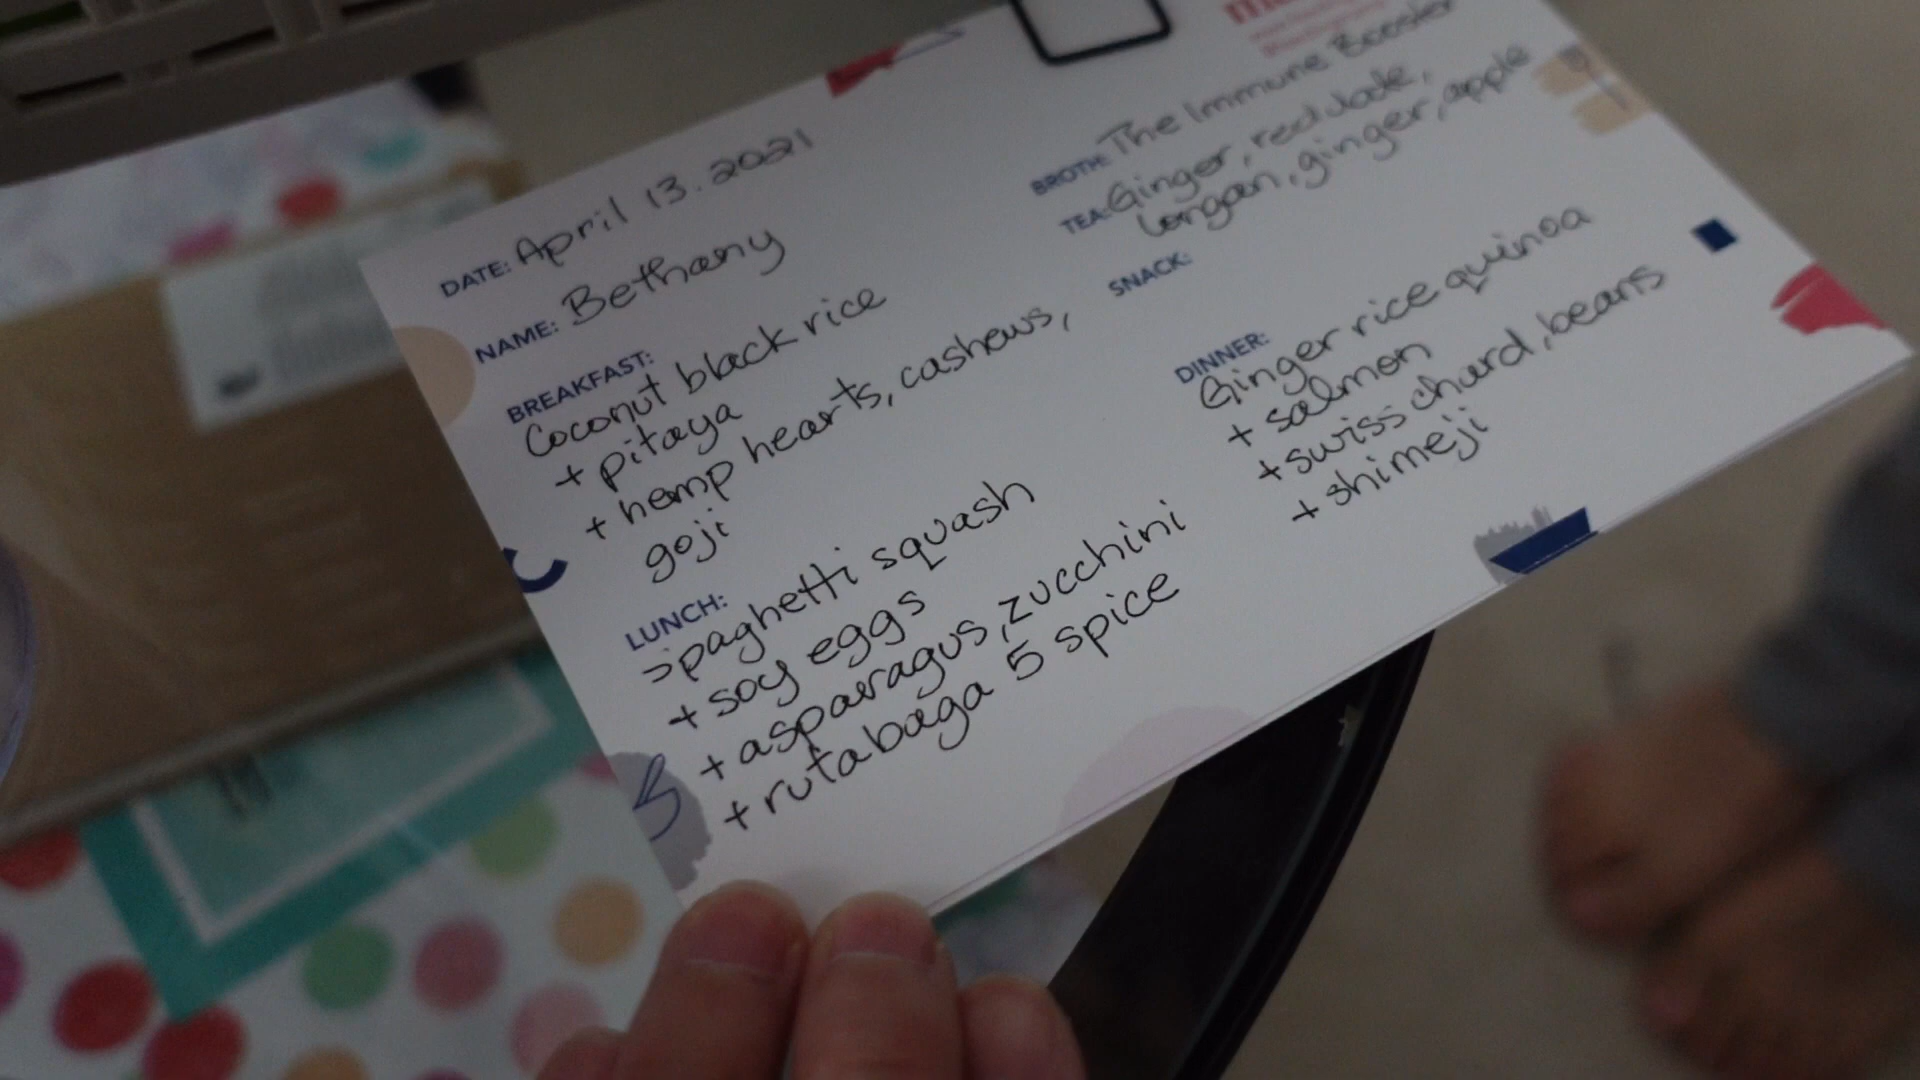 DATE: April 13. 2021
NAME: Bethany
BREAKFAST:
Coconut black rice
+ pitaya
+ hemp hearts, cashews,
goji
LUNCH:
spaghetti squash
+ soy eggs
+ asparagus, zucchini
+ rutabaga 5 spice
BROTH: The Immune Booster
TEA: Ginger, red date,
longan, ginger, apple
SNACK:
DINNER:
Ginger rice quinoa
+ salmon
+ swiss chard, beans
+ shimeji